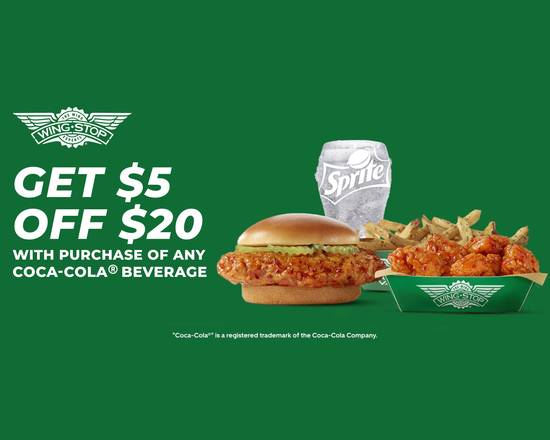 WING·STOP
GET $5
OFF $20
WITH PURCHASE OF ANY
COCA-COLA® BEVERAGE
Sprite
WING·STOP
"Coca-Cola®" is a registered trademark of the Coca-Cola Company.